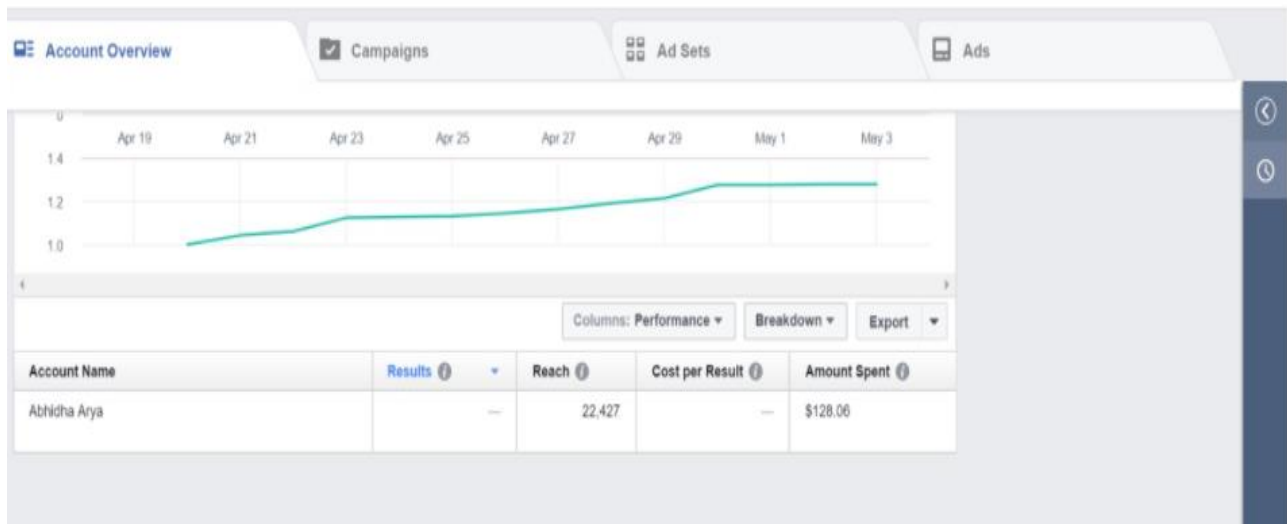 Account Overview
Campaigns
Ad Sets
Ads
0
Apr 19 Apr 21 Apr 23 Apr 25 Apr 27 Apr 29 May 1 May 3
1.4
1.2
1.0
Columns: Performance Breakdown Export
Account Name Results Reach Cost per Result Amount Spent
Abhidha Arya — 22,427 — $128.06